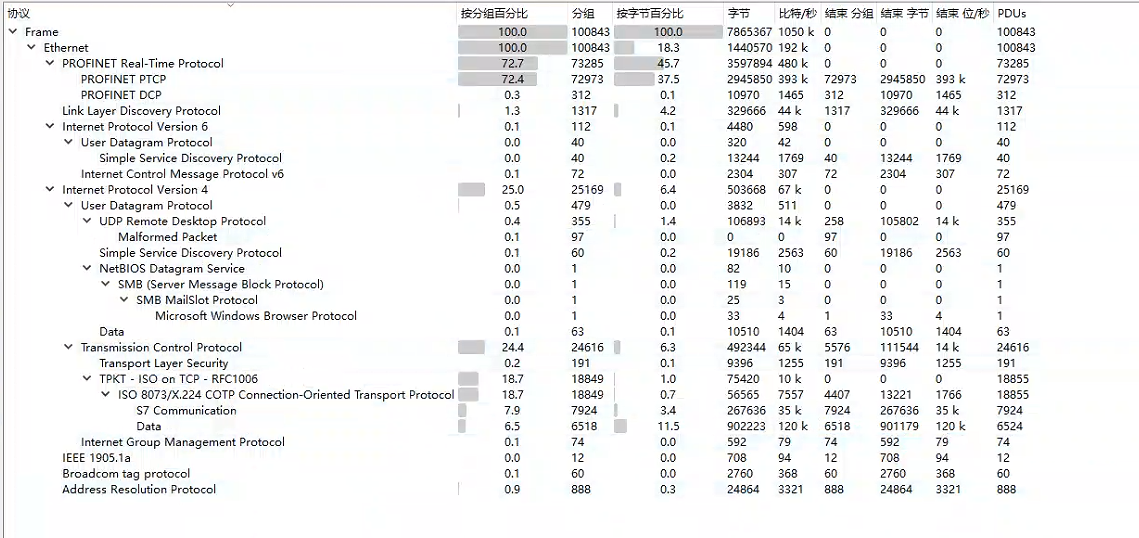 协议 按分组百分比 分组 按字节百分比 字节 比特/秒 结束 分组 结束 字节 结束 位/秒 PDUs
Frame 100.0 100843 100.0 7865367 1050 k 0 0 0 100843
Ethernet 100.0 100843 18.3 1440570 192 k 0 0 0 100843
PROFINET Real-Time Protocol 72.7 73285 45.7 3597894 480 k 0 0 0 73285
PROFINET PTCP 72.4 72973 37.5 2945850 393 k 72973 2945850 393 k 72973
PROFINET DCP 0.3 312 0.1 10970 1465 312 10970 1465 312
Link Layer Discovery Protocol 1.3 1317 4.2 329666 44 k 1317 329666 44 k 1317
Internet Protocol Version 6 0.1 112 0.1 4480 598 0 0 0 112
User Datagram Protocol 0.0 40 0.0 320 42 0 0 0 40
Simple Service Discovery Protocol 0.0 40 0.2 13244 1769 40 13244 1769 40
Internet Control Message Protocol v6 0.1 72 0.0 2304 307 72 2304 307 72
Internet Protocol Version 4 25.0 25169 6.4 503668 67 k 0 0 0 25169
User Datagram Protocol 0.5 479 0.0 3832 511 0 0 0 479
UDP Remote Desktop Protocol 0.4 355 1.4 106893 14 k 258 105802 14 k 355
Malformed Packet 0.1 97 0.0 0 0 97 0 0 97
Simple Service Discovery Protocol 0.1 60 0.2 19186 2563 60 19186 2563 60
NetBIOS Datagram Service 0.0 1 0.0 82 10 0 0 0 1
SMB (Server Message Block Protocol) 0.0 1 0.0 119 15 0 0 0 1
SMB MailSlot Protocol 0.0 1 0.0 25 3 0 0 0 1
Microsoft Windows Browser Protocol 0.0 1 0.0 33 4 1 33 4 1
Data 0.1 63 0.1 10510 1404 63 10510 1404 63
Transmission Control Protocol 24.4 24616 6.3 492344 65 k 5576 111544 14 k 24616
Transport Layer Security 0.2 191 0.1 9396 1255 191 9396 1255 191
TPKT - ISO on TCP - RFC1006 18.7 18849 1.0 75420 10 k 0 0 0 18855
ISO 8073/X.224 COTP Connection-Oriented Transport Protocol 18.7 18849 0.7 56565 7557 4407 13221 1766 18855
S7 Communication 7.9 7924 3.4 267636 35 k 7924 267636 35 k 7924
Data 6.5 6518 11.5 902223 120 k 6518 901179 120 k 6524
Internet Group Management Protocol 0.1 74 0.0 592 79 74 592 79 74
IEEE 1905.1a 0.0 12 0.0 708 94 12 708 94 12
Broadcom tag protocol 0.1 60 0.0 2760 368 60 2760 368 60
Address Resolution Protocol 0.9 888 0.3 24864 3321 888 24864 3321 888